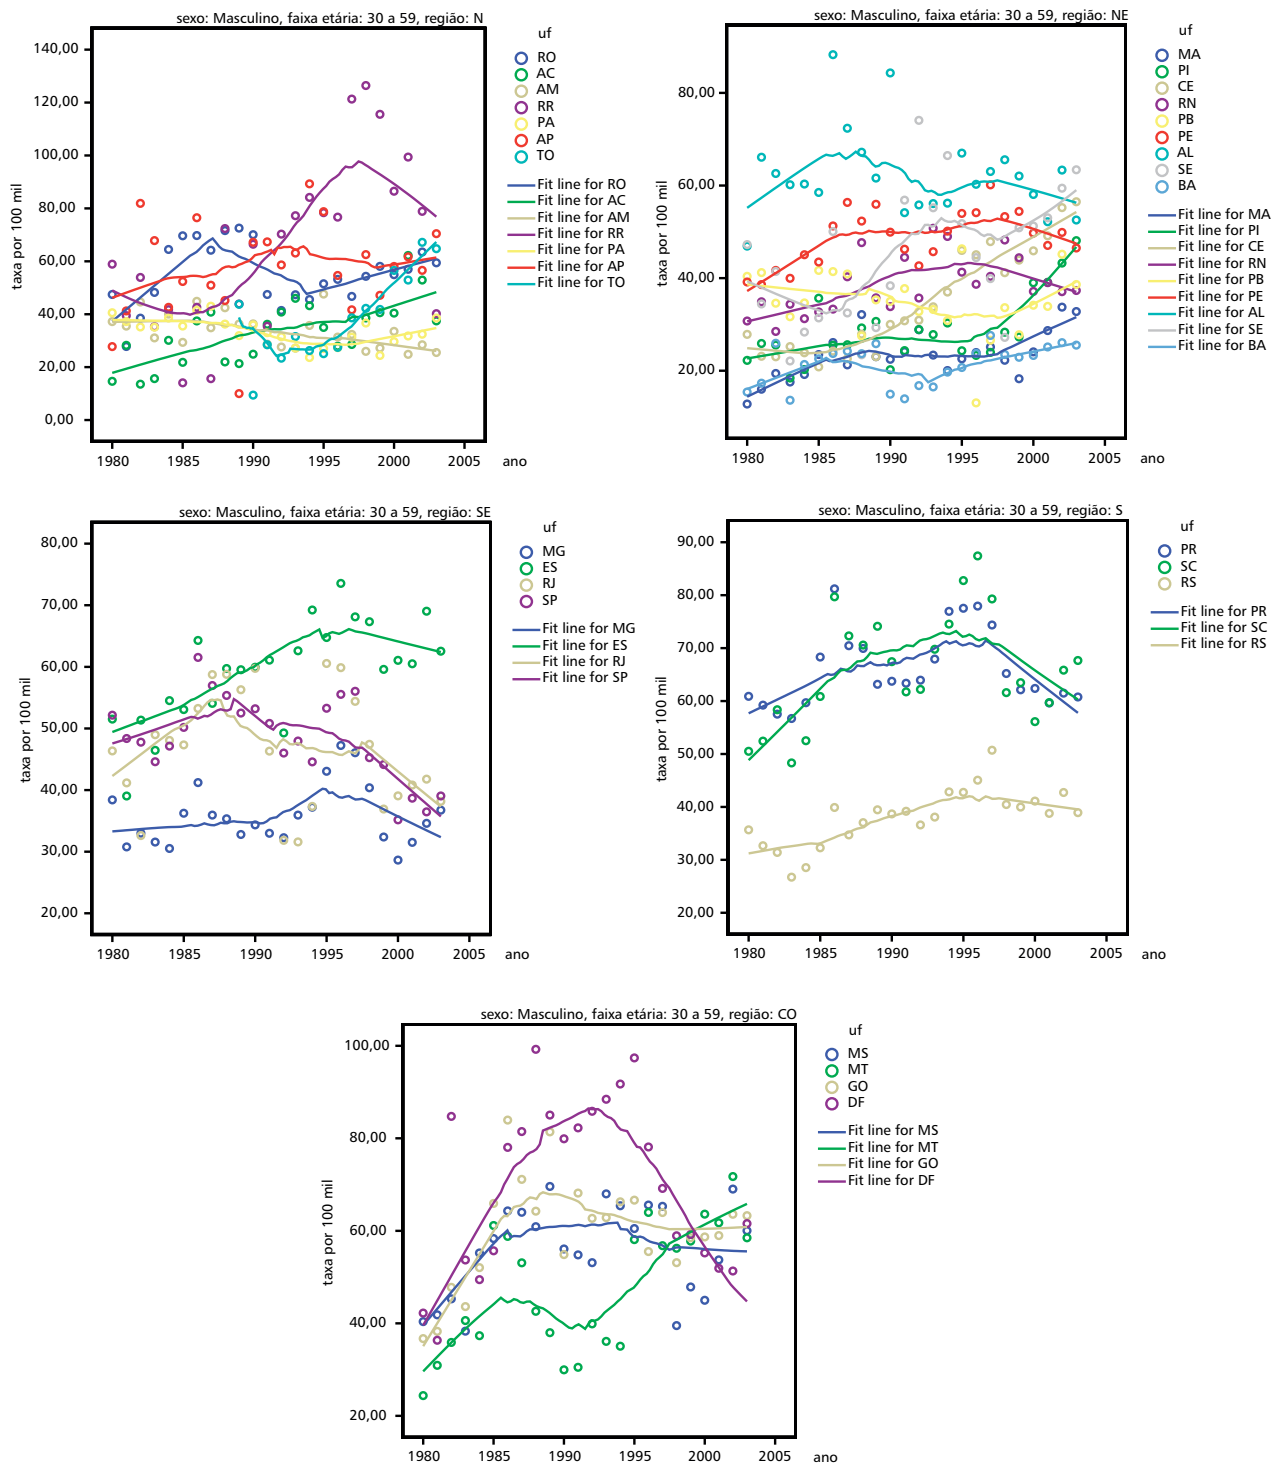 sexo: Masculino, faixa etária: 30 a 59, região: N
taxa por 100 mil
140,00
120,00
100,00
80,00
60,00
40,00
20,00
0,00
1980 1985 1990 1995 2000 2005 ano
uf
RO
AC
AM
RR
PA
AP
TO
Fit line for RO
Fit line for AC
Fit line for AM
Fit line for RR
Fit line for PA
Fit line for AP
Fit line for TO
sexo: Masculino, faixa etária: 30 a 59, região: NE
taxa por 100 mil
80,00
60,00
40,00
20,00
1980 1985 1990 1995 2000 2005 ano
uf
MA
PI
CE
RN
PB
PE
AL
SE
BA
Fit line for MA
Fit line for PI
Fit line for CE
Fit line for RN
Fit line for PB
Fit line for PE
Fit line for AL
Fit line for SE
Fit line for BA
sexo: Masculino, faixa etária: 30 a 59, região: SE
taxa por 100 mil
80,00
70,00
60,00
50,00
40,00
30,00
20,00
1980 1985 1990 1995 2000 2005 ano
uf
MG
ES
RJ
SP
Fit line for MG
Fit line for ES
Fit line for RJ
Fit line for SP
sexo: Masculino, faixa etária: 30 a 59, região: S
taxa por 100 mil
90,00
80,00
70,00
60,00
50,00
40,00
30,00
20,00
1980 1985 1990 1995 2000 2005 ano
uf
PR
SC
RS
Fit line for PR
Fit line for SC
Fit line for RS
sexo: Masculino, faixa etária: 30 a 59, região: CO
taxa por 100 mil
100,00
80,00
60,00
40,00
20,00
1980 1985 1990 1995 2000 2005 ano
uf
MS
MT
GO
DF
Fit line for MS
Fit line for MT
Fit line for GO
Fit line for DF